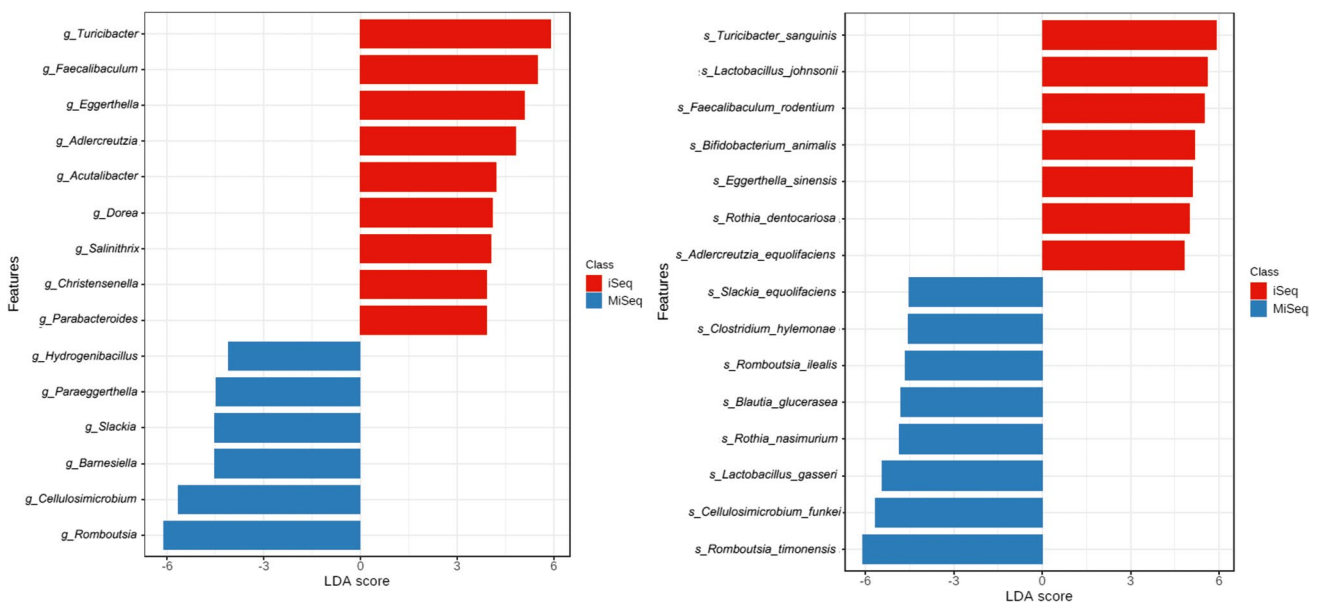 g_Turicibacter
g_Faecalibaculum
g_Eggerthella
g_Adlercreutzia
g_Acutalibacter
g_Dorea
g_Salinithrix
g_Christensenella
g_Parabacteroides
g_Hydrogenibacillus
g_Paraeggerthella
g_Slackia
g_Barnesiella
g_Cellulosimicrobium
g_Romboutsia
Features
-6 -3 0 3 6
LDA score
Class
iSeq
MiSeq
s_Turicibacter_sanguinis
s_Lactobacillus_johnsonii
s_Faecalibaculum_rodentium
s_Bifidobacterium_animalis
s_Eggerthella_sinensis
s_Rothia_dentocariosa
s_Adlercreutzia_equolifaciens
s_Slackia_equolifaciens
s_Clostridium_hylemonae
s_Romboutsia_ilealis
s_Blautia_glucerasea
s_Rothia_nasimurium
s_Lactobacillus_gasseri
s_Cellulosimicrobium_funkei
s_Romboutsia_timonensis
Features
-6 -3 0 3 6
LDA score
Class
iSeq
MiSeq